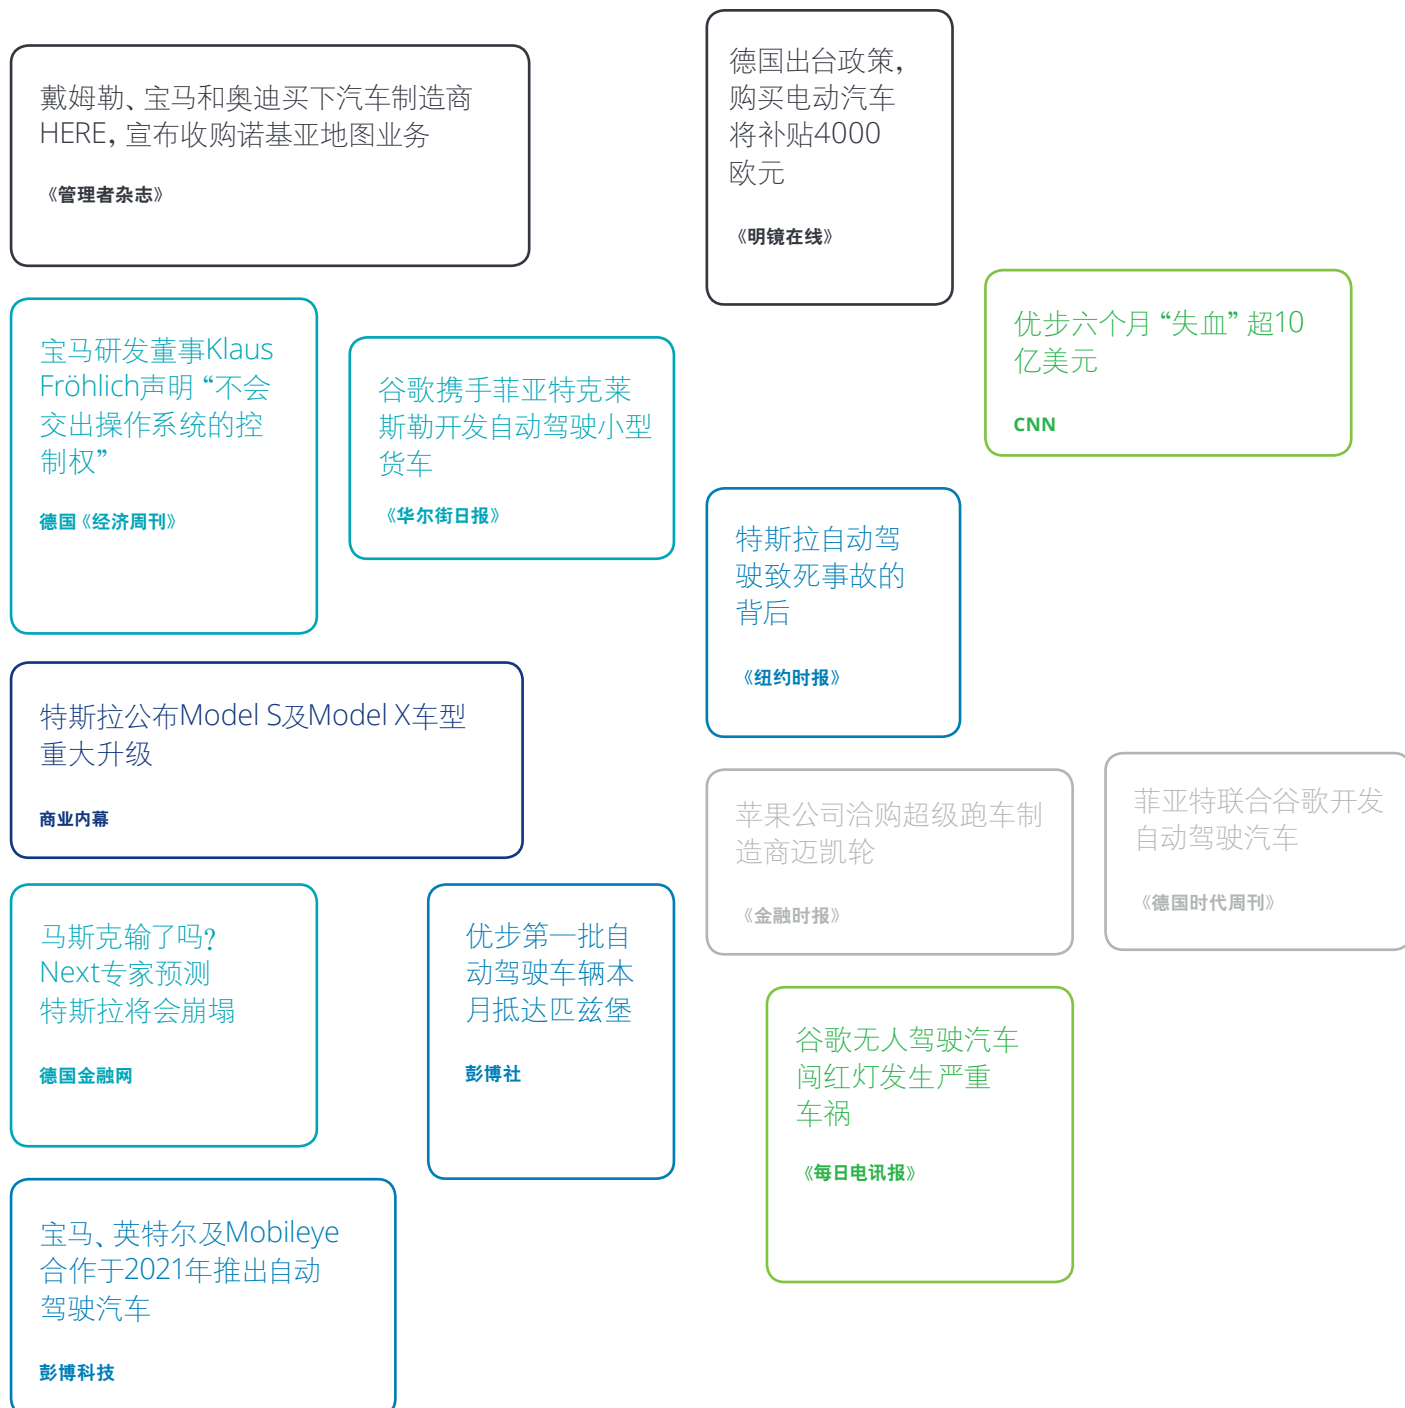 戴姆勒、宝马和奥迪买下汽车制造商
HERE，宣布收购诺基亚地图业务
《管理者杂志》
德国出台政策，
购买电动汽车
将补贴4000
欧元
《明镜在线》
宝马研发董事Klaus
Fröhlich声明“不会
交出操作系统的控
制权”
德国《经济周刊》
谷歌携手菲亚特克莱
斯勒开发自动驾驶小型
货车
《华尔街日报》
优步六个月“失血”超10
亿美元
CNN
特斯拉自动驾
驶致死事故的
背后
《纽约时报》
特斯拉公布Model S及Model X车型
重大升级
商业内幕
苹果公司洽购超级跑车制
造商迈凯轮
《金融时报》
菲亚特联合谷歌开发
自动驾驶汽车
《德国时代周刊》
马斯克输了吗？
Next专家预测
特斯拉将会崩塌
德国金融网
优步第一批自
动驾驶车辆本
月抵达匹兹堡
彭博社
谷歌无人驾驶汽车
闯红灯发生严重
车祸
《每日电讯报》
宝马、英特尔及Mobileye
合作于2021年推出自动
驾驶汽车
彭博科技